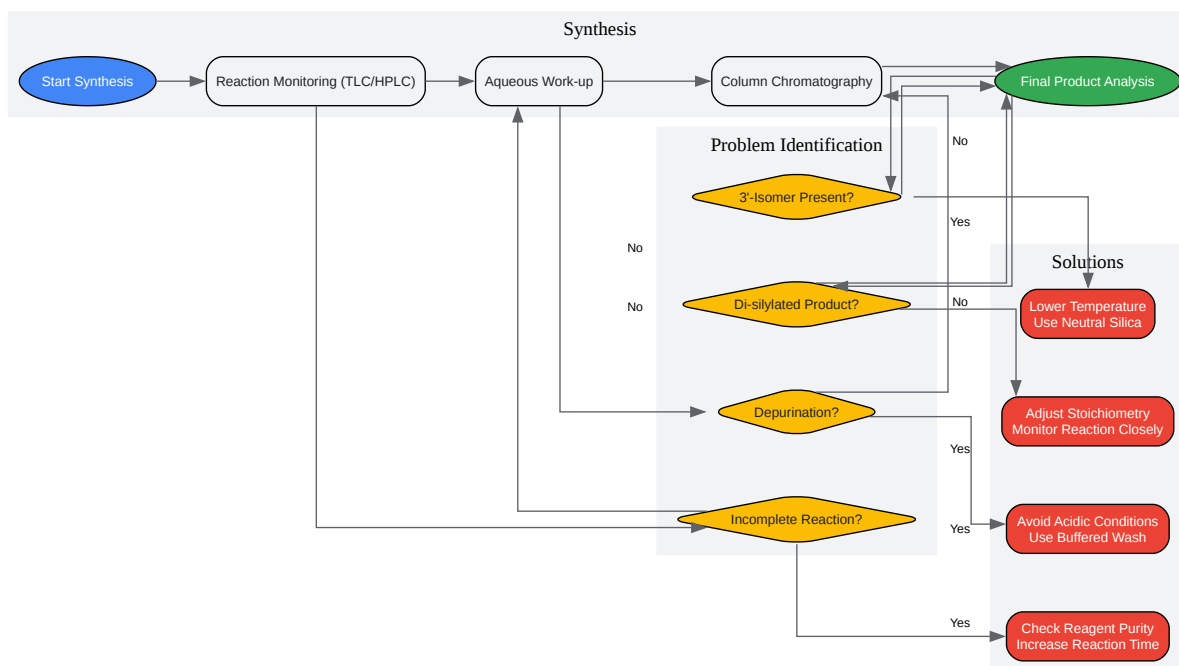 Synthesis
Start Synthesis
Reaction Monitoring (TLC/HPLC)
Aqueous Work-up
Column Chromatography
Final Product Analysis
Problem Identification
No
3'-Isomer Present?
Yes
No
Solutions
Di-silylated Product?
No
No
Lower Temperature
Use Neutral Silica
Depurination?
Adjust Stoichiometry
Monitor Reaction Closely
Yes
Incomplete Reaction?
Yes
Avoid Acidic Conditions
Use Buffered Wash
Yes
Check Reagent Purity
Increase Reaction Time